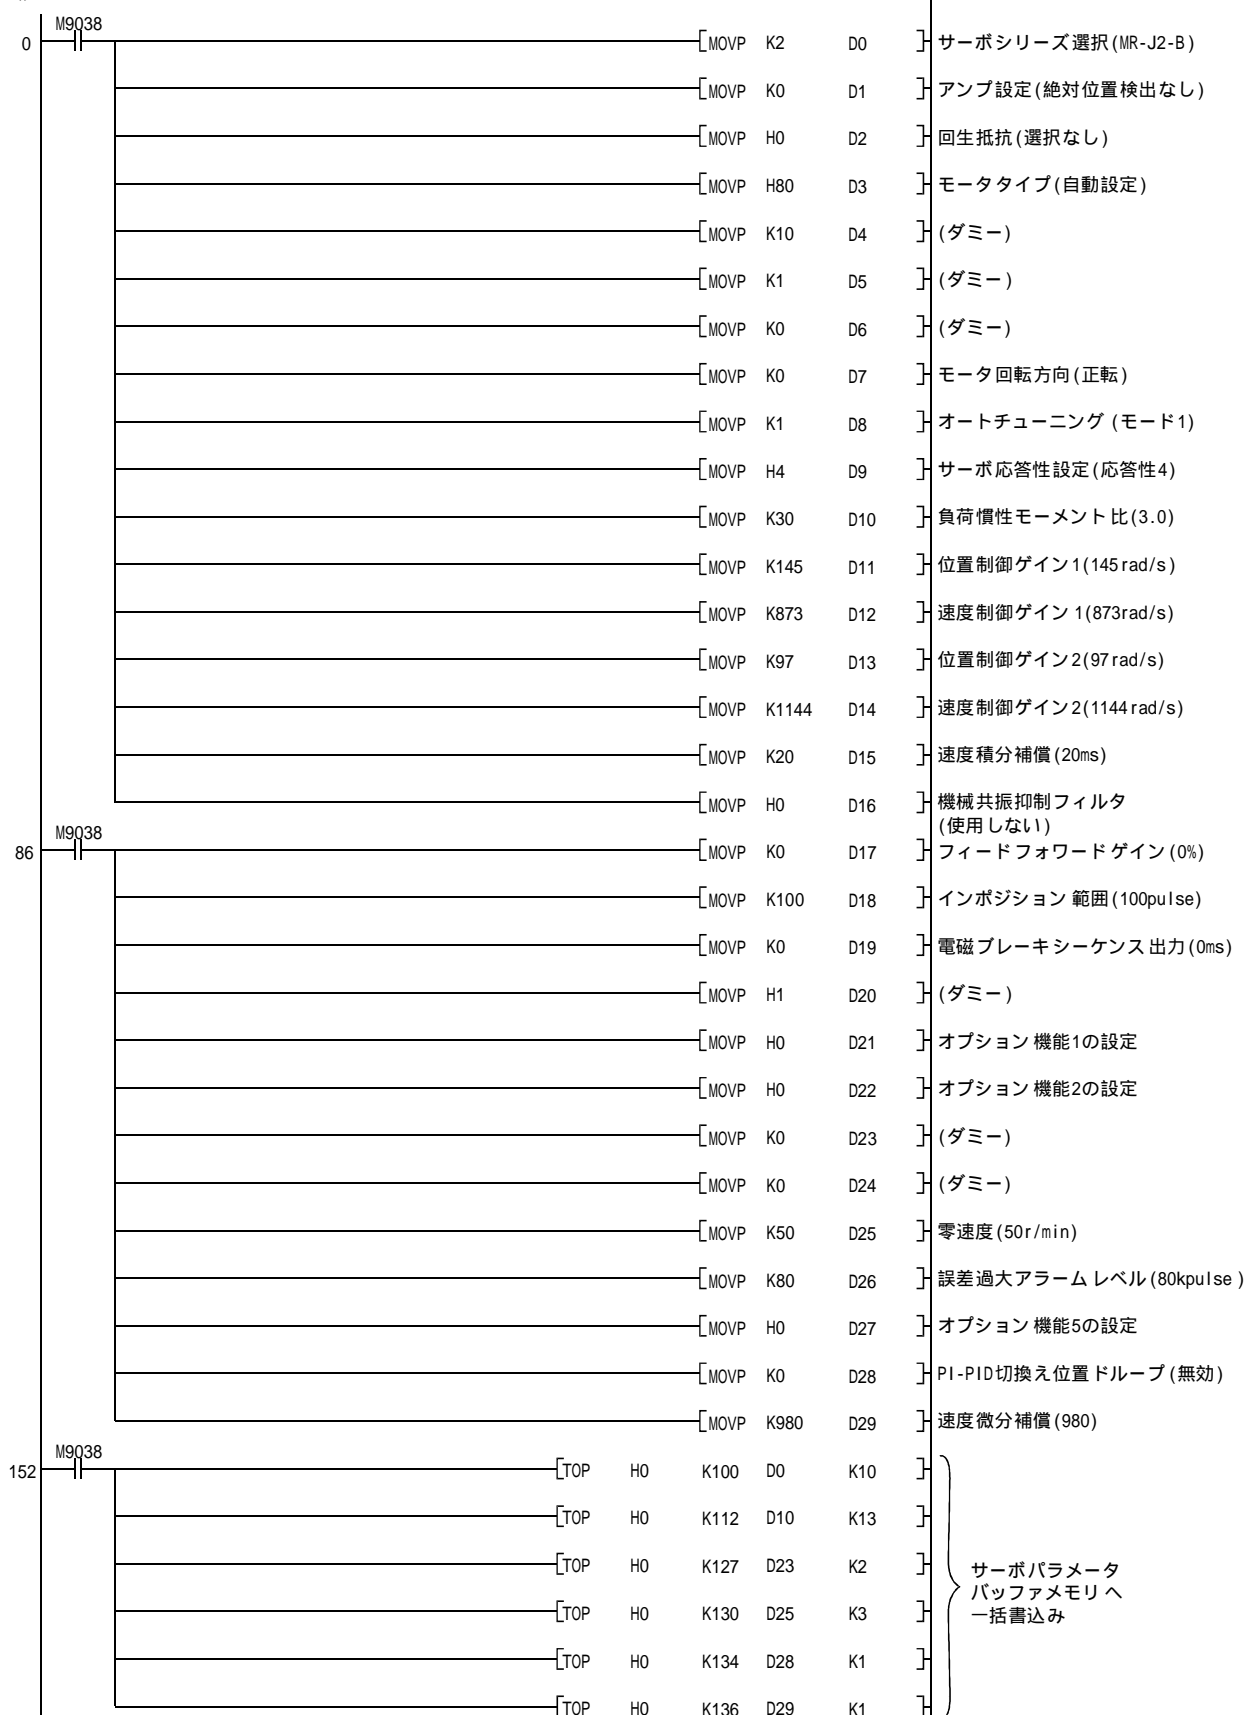 M9038
0 MOVP K2 D0 サーボシリーズ選択(MR-J2-B)
MOVP K0 D1 アンプ設定(絶対位置検出なし)
MOVP H0 D2 回生抵抗(選択なし)
MOVP H80 D3 モータタイプ(自動設定)
MOVP K10 D4 (ダミー)
MOVP K1 D5 (ダミー)
MOVP K0 D6 (ダミー)
MOVP K0 D7 モータ回転方向(正転)
MOVP K1 D8 オートチューニング(モード1)
MOVP H4 D9 サーボ応答性設定(応答性4)
MOVP K30 D10 負荷慣性モーメント比(3.0)
MOVP K145 D11 位置制御ゲイン1(145rad/s)
MOVP K873 D12 速度制御ゲイン1(873rad/s)
MOVP K97 D13 位置制御ゲイン2(97rad/s)
MOVP K1144 D14 速度制御ゲイン2(1144rad/s)
MOVP K20 D15 速度積分補償(20ms)
MOVP H0 D16 機械共振抑制フィルタ
(使用しない)
M9038
86 MOVP K0 D17 フィードフォワードゲイン(0%)
MOVP K100 D18 インポジション範囲(100pulse)
MOVP K0 D19 電磁ブレーキシーケンス出力(0ms)
MOVP H1 D20 (ダミー)
MOVP H0 D21 オプション機能1の設定
MOVP H0 D22 オプション機能2の設定
MOVP K0 D23 (ダミー)
MOVP K0 D24 (ダミー)
MOVP K50 D25 零速度(50r/min)
MOVP K80 D26 誤差過大アラームレベル(80kpulse)
MOVP H0 D27 オプション機能5の設定
MOVP K0 D28 PI-PID切換え位置ドループ(無効)
MOVP K980 D29 速度微分補償(980)
M9038
152 TOP H0 K100 D0 K10
TOP H0 K112 D10 K13
TOP H0 K127 D23 K2
TOP H0 K130 D25 K3
TOP H0 K134 D28 K1
TOP H0 K136 D29 K1
サーボパラメータ
バッファメモリへ
一括書込み